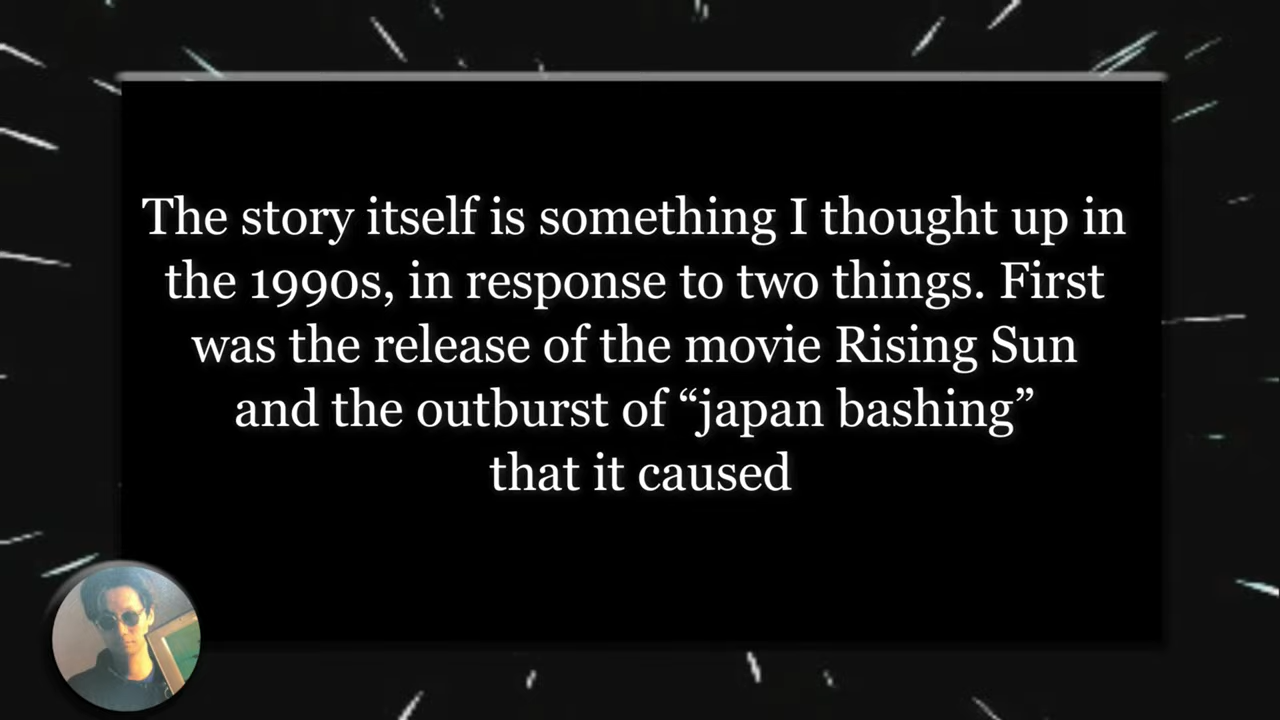 The story itself is something I thought up in
the 1990s, in response to two things. First
was the release of the movie Rising Sun
and the outburst of “japan bashing”
that it caused